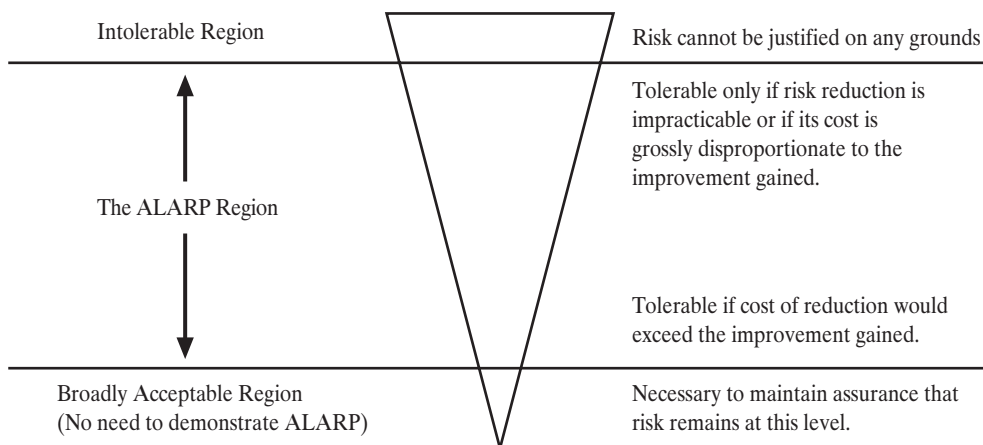 Intolerable Region
Risk cannot be justified on any grounds
Tolerable only if risk reduction is
impracticable or if its cost is
grossly disproportionate to the
improvement gained.
The ALARP Region
Tolerable if cost of reduction would
exceed the improvement gained.
Broadly Acceptable Region
(No need to demonstrate ALARP)
Necessary to maintain assurance that
risk remains at this level.